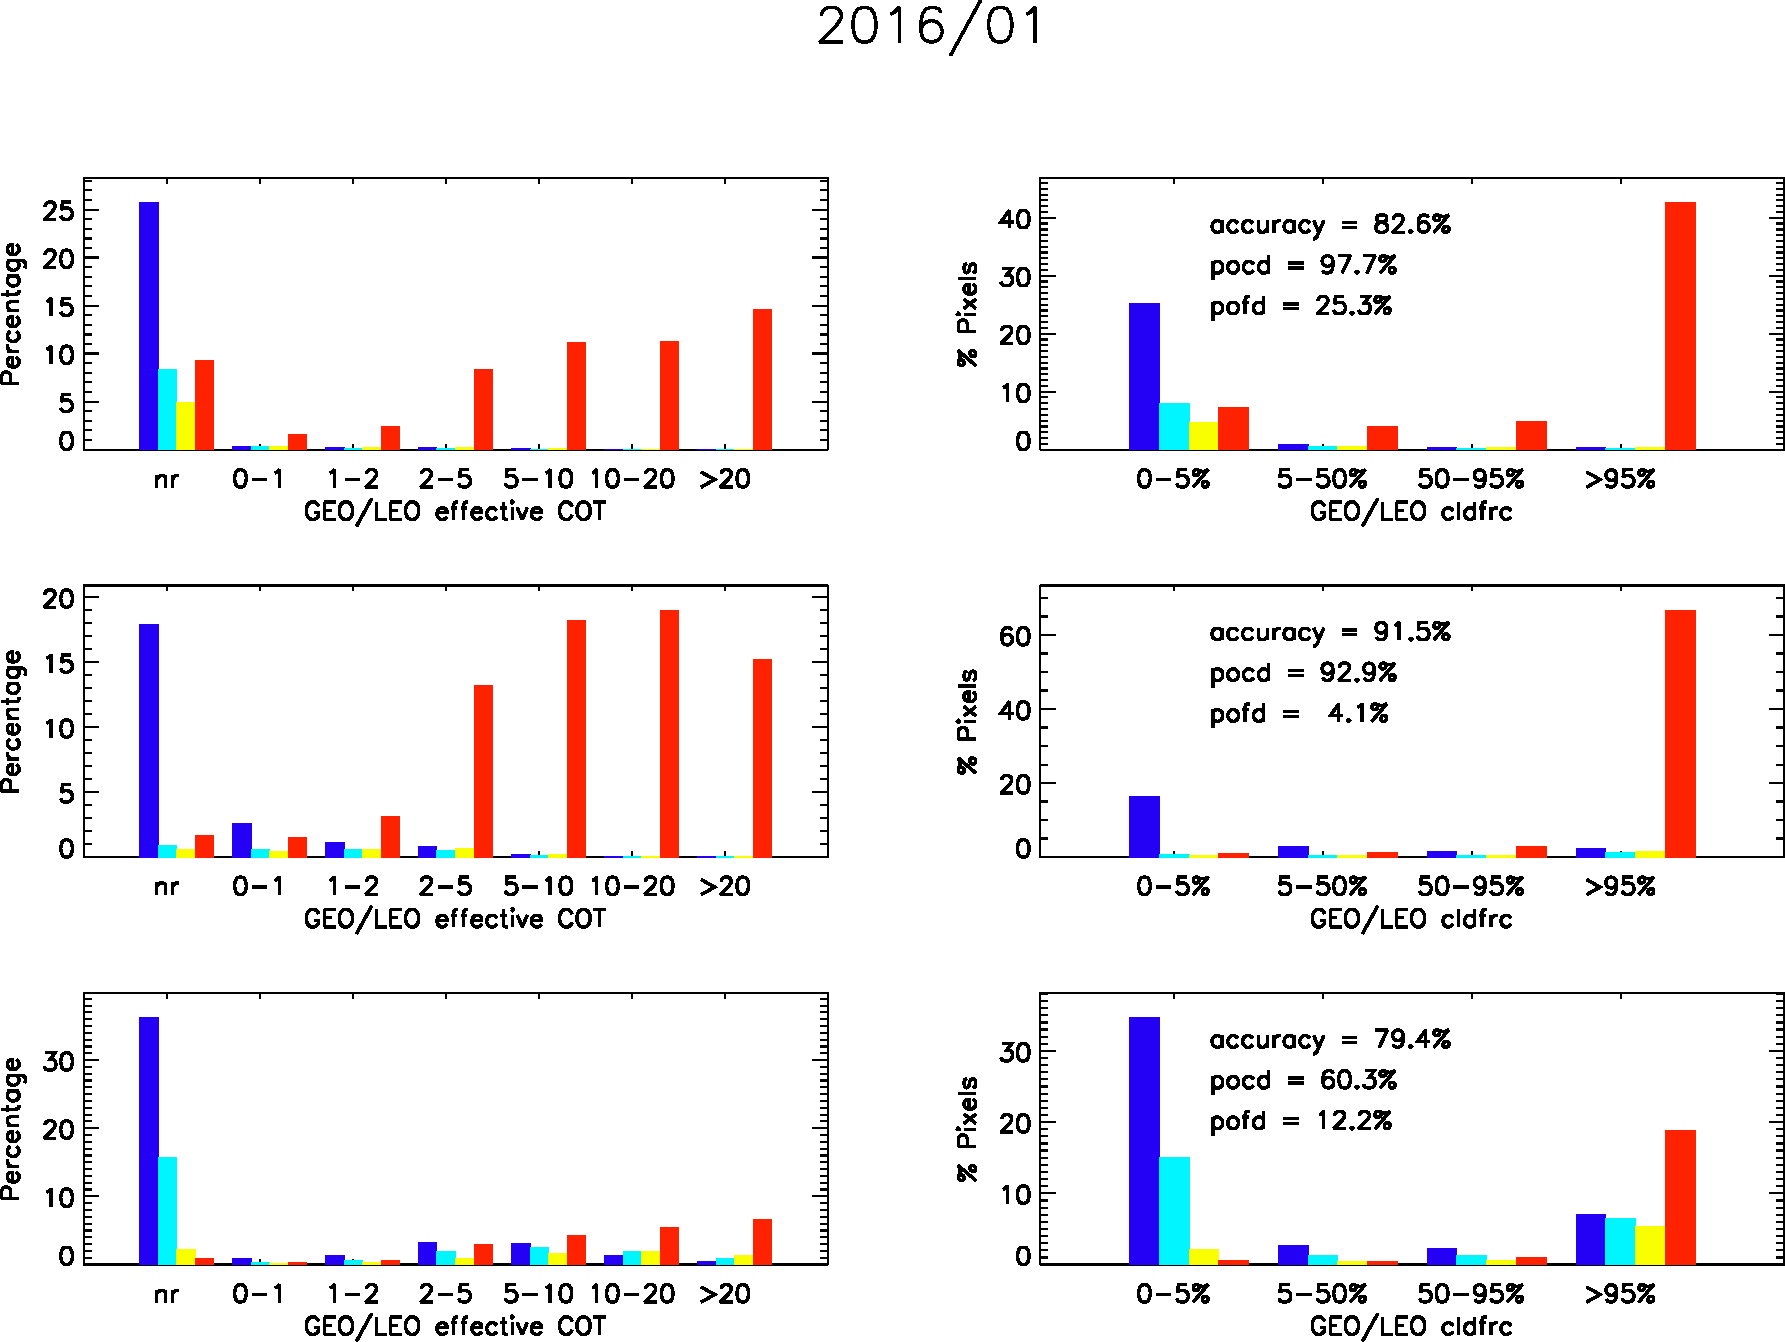 2016/01
25
20
15
10
5
0
Percentage
nr 0-1 1-2 2-5 5-10 10-20 >20
GEO/LEO effective COT
40
30
20
10
0
% Pixels
accuracy = 82.6%
pocd = 97.7%
pofd = 25.3%
0-5% 5-50% 50-95% >95%
GEO/LEO cldfrc
20
15
10
5
0
Percentage
nr 0-1 1-2 2-5 5-10 10-20 >20
GEO/LEO effective COT
60
40
20
0
% Pixels
accuracy = 91.5%
pocd = 92.9%
pofd = 4.1%
0-5% 5-50% 50-95% >95%
GEO/LEO cldfrc
30
20
10
0
Percentage
nr 0-1 1-2 2-5 5-10 10-20 >20
GEO/LEO effective COT
30
20
10
0
% Pixels
accuracy = 79.4%
pocd = 60.3%
pofd = 12.2%
0-5% 5-50% 50-95% >95%
GEO/LEO cldfrc